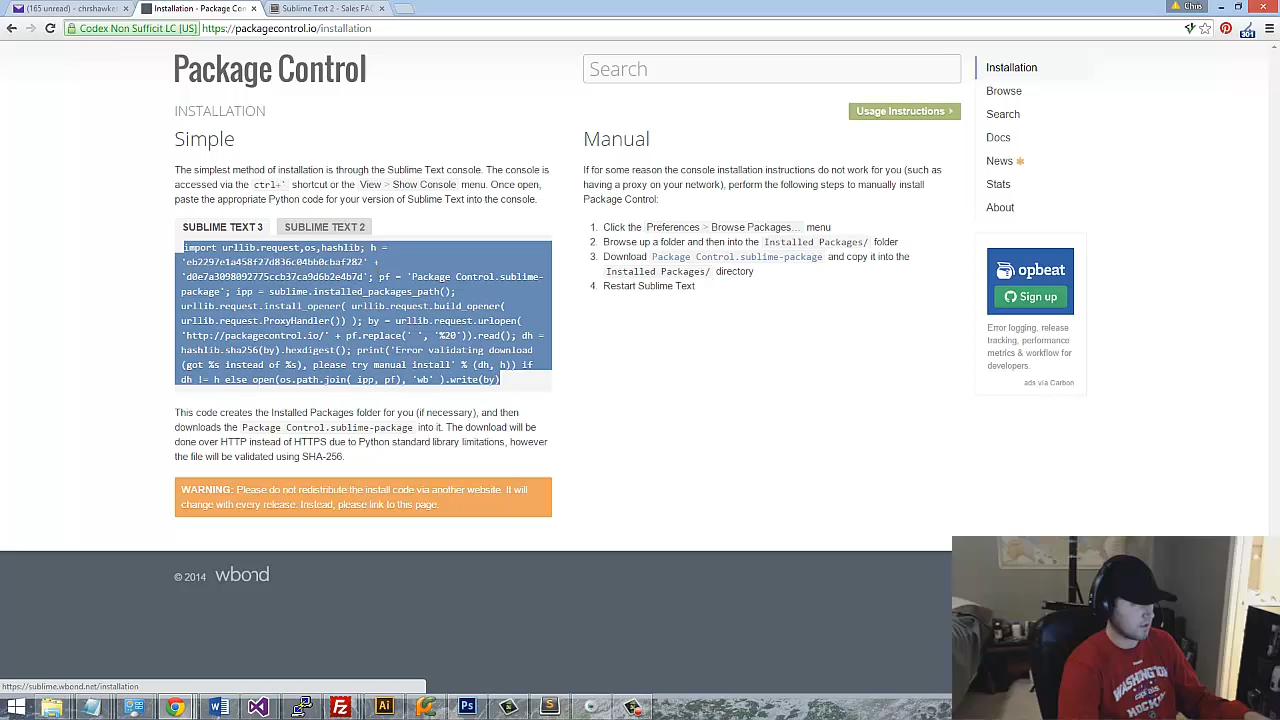 (165 unread) - chrshawkes
Installation - Package Con
Sublime Text 2 - Sales FAQ
Chris
Codex Non Sufficit LC [US]
https://packagecontrol.io/installation
Package Control
Search
INSTALLATION
Usage Instructions
Simple
The simplest method of installation is through the Sublime Text console. The console is
accessed via the ctrl+` shortcut or the View > Show Console menu. Once open,
paste the appropriate Python code for your version of Sublime Text into the console.
SUBLIME TEXT 3
SUBLIME TEXT 2
import urllib.request,os,hashlib; h =
'eb2297e1a458f27d836c04bb0cbaf282' +
'd0e7a3098092775ccb37ca9d6b2e4b7d'; pf = 'Package Control.sublime-
package'; ipp = sublime.installed_packages_path();
urllib.request.install_opener( urllib.request.build_opener(
urllib.request.ProxyHandler()) ); by = urllib.request.urlopen(
'http://packagecontrol.io/' + pf.replace(' ', '%20')).read(); dh =
hashlib.sha256(by).hexdigest(); print('Error validating download
(got %s instead of %s), please try manual install' % (dh, h)) if
dh != h else open(os.path.join( ipp, pf), 'wb' ).write(by)
This code creates the Installed Packages folder for you (if necessary), and then
downloads the Package Control.sublime-package into it. The download will be
done over HTTP instead of HTTPS due to Python standard library limitations, however
the file will be validated using SHA-256.
WARNING: Please do not redistribute the install code via another website. It will
change with every release. Instead, please link to this page.
Manual
If for some reason the console installation instructions do not work for you (such as
having a proxy on your network), perform the following steps to manually install
Package Control:
1. Click the Preferences > Browse Packages... menu
2. Browse up a folder and then into the Installed Packages/ folder
3. Download Package Control.sublime-package and copy it into the
Installed Packages/ directory
4. Restart Sublime Text
Installation
Browse
Search
Docs
News
Stats
About
opbeat
Sign up
Error logging, release
tracking, performance
metrics & workflow for
developers.
ads via Carbon
© 2014 wbond
https://sublime.wbond.net/installation
WASHINGTON